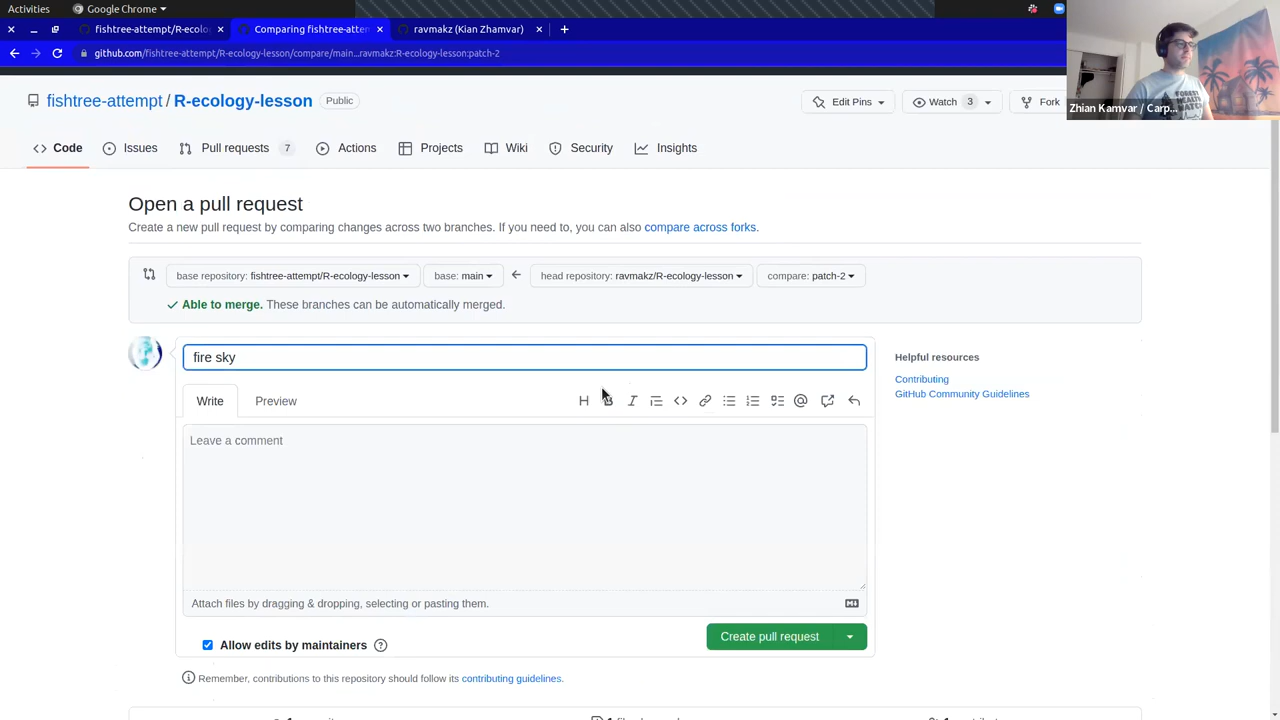 Activities Google Chrome
fishtree-attempt/R-ecolo Comparing fishtree-atten ravmakz (Kian Zhamvar)
github.com/fishtree-attempt/R-ecology-lesson/compare/main...ravmakz:R-ecology-lesson:patch-2
FOREST HEALTH WATCH
Zhian Kamvar / Carp...
fishtree-attempt / R-ecology-lesson Public Edit Pins Watch 3 Fork
Code Issues Pull requests 7 Actions Projects Wiki Security Insights
Open a pull request
Create a new pull request by comparing changes across two branches. If you need to, you can also compare across forks.
base repository: fishtree-attempt/R-ecology-lesson base: main head repository: ravmakz/R-ecology-lesson compare: patch-2
Able to merge. These branches can be automatically merged.
fire sky
Helpful resources
Contributing
GitHub Community Guidelines
Write Preview
Leave a comment
Attach files by dragging & dropping, selecting or pasting them.
Allow edits by maintainers
Create pull request
Remember, contributions to this repository should follow its contributing guidelines.